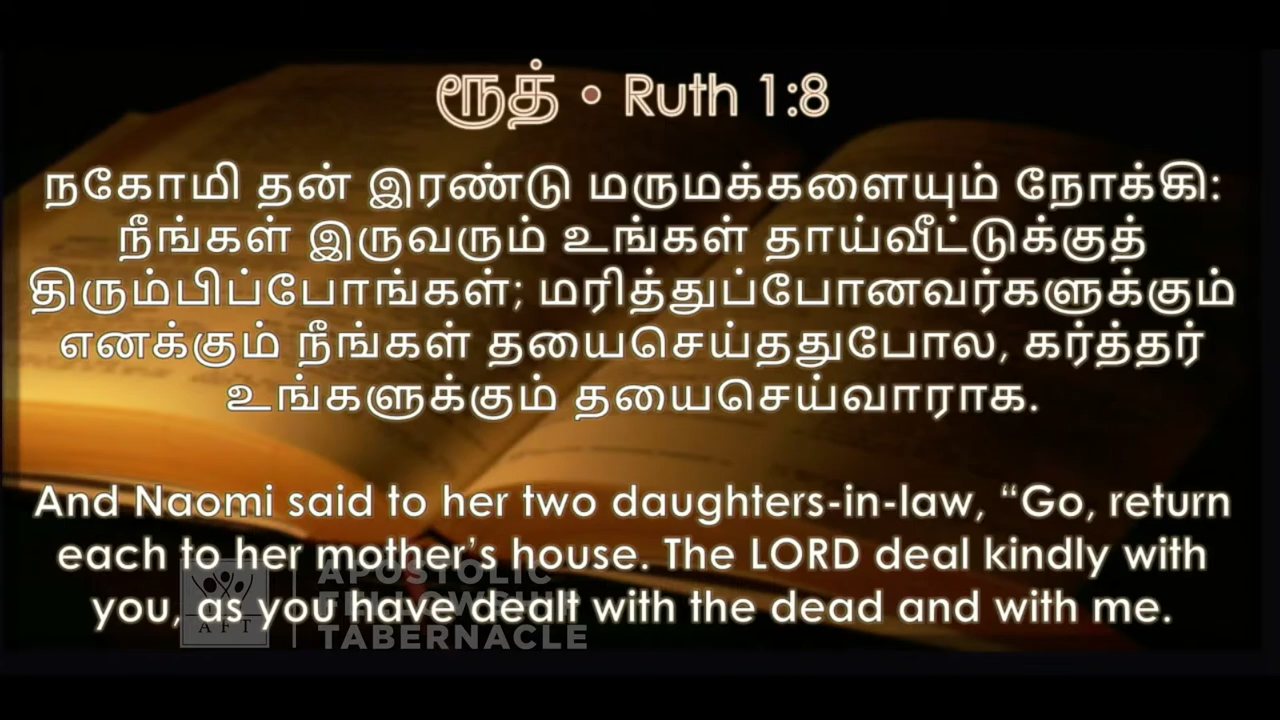 ரூத் • Ruth 1:8
நகோமி தன் இரண்டு மருமக்களையும் நோக்கி:
நீங்கள் இருவரும் உங்கள் தாய்வீட்டுக்குத்
திரும்பிப்போங்கள்; மரித்துப்போனவர்களுக்கும்
எனக்கும் நீங்கள் தயைசெய்ததுபோல, கர்த்தர்
உங்களுக்கும் தயைசெய்வாராக.
And Naomi said to her two daughters-in-law, “Go, return
each to her mother’s house. The LORD deal kindly with
you, as you have dealt with the dead and with me.
APOSTOLIC
FELLOWSHIP
TABERNACLE
AFT